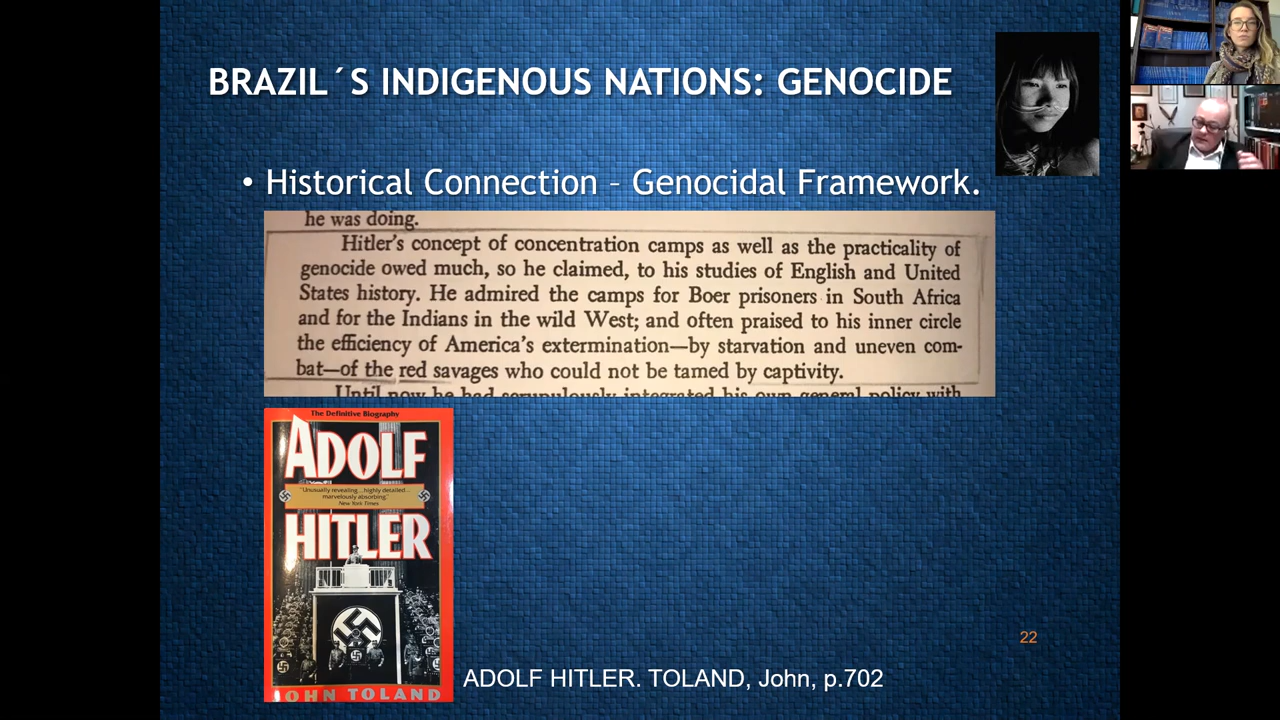 BRAZIL ´S INDIGENOUS NATIONS: GENOCIDE
• Historical Connection – Genocidal Framework.
he was doing.
Hitler's concept of concentration camps as well as the practicality of
genocide owed much, so he claimed, to his studies of English and United
States history. He admired the camps for Boer prisoners in South Africa
and for the Indians in the wild West; and often praised to his inner circle
the efficiency of America's extermination—by starvation and uneven com-
bat—of the red savages who could not be tamed by captivity.
Until now he had scrupulously integrated his own general policy with
The Definitive Biography
ADOLF
"Unusually revealing...highly detailed...
marvelously absorbing."
New York Times
HITLER
JOHN TOLAND
ADOLF HITLER. TOLAND, John, p.702
22